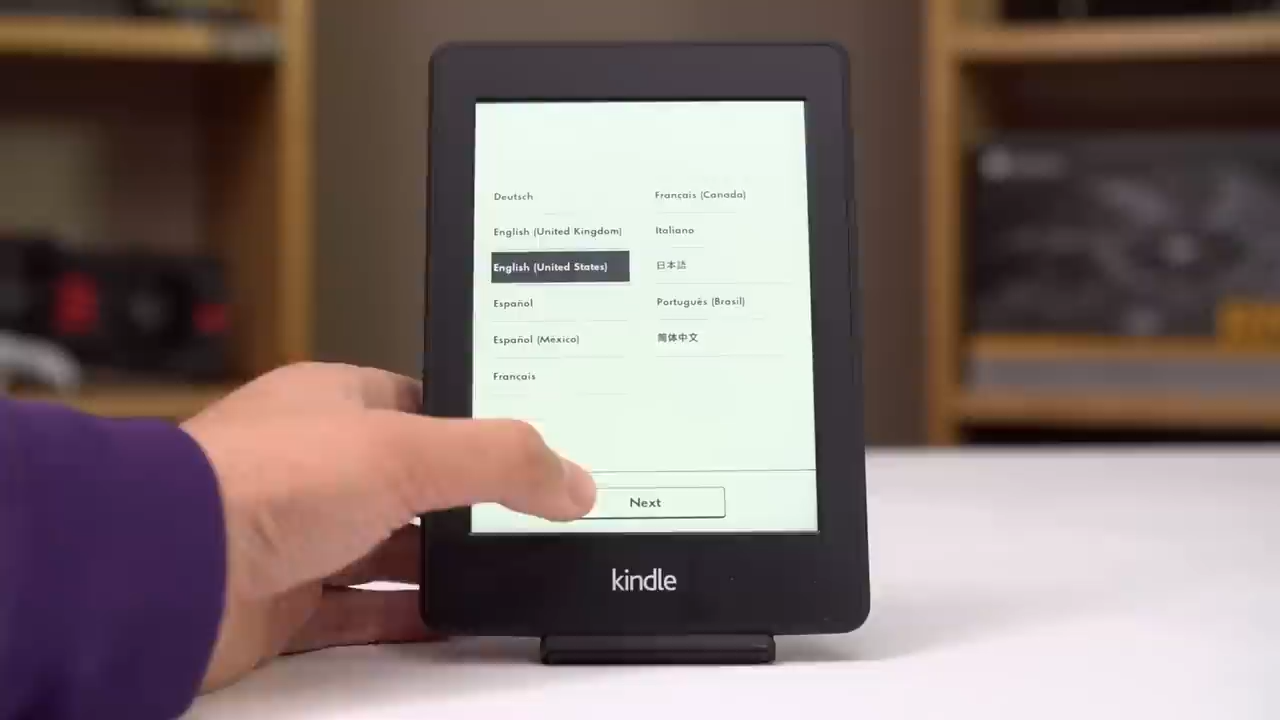 Deutsch
English (United Kingdom)
English (United States)
Español
Español (México)
Français
Français (Canada)
Italiano
日本語
Português (Brasil)
简体中文
Next
kindle